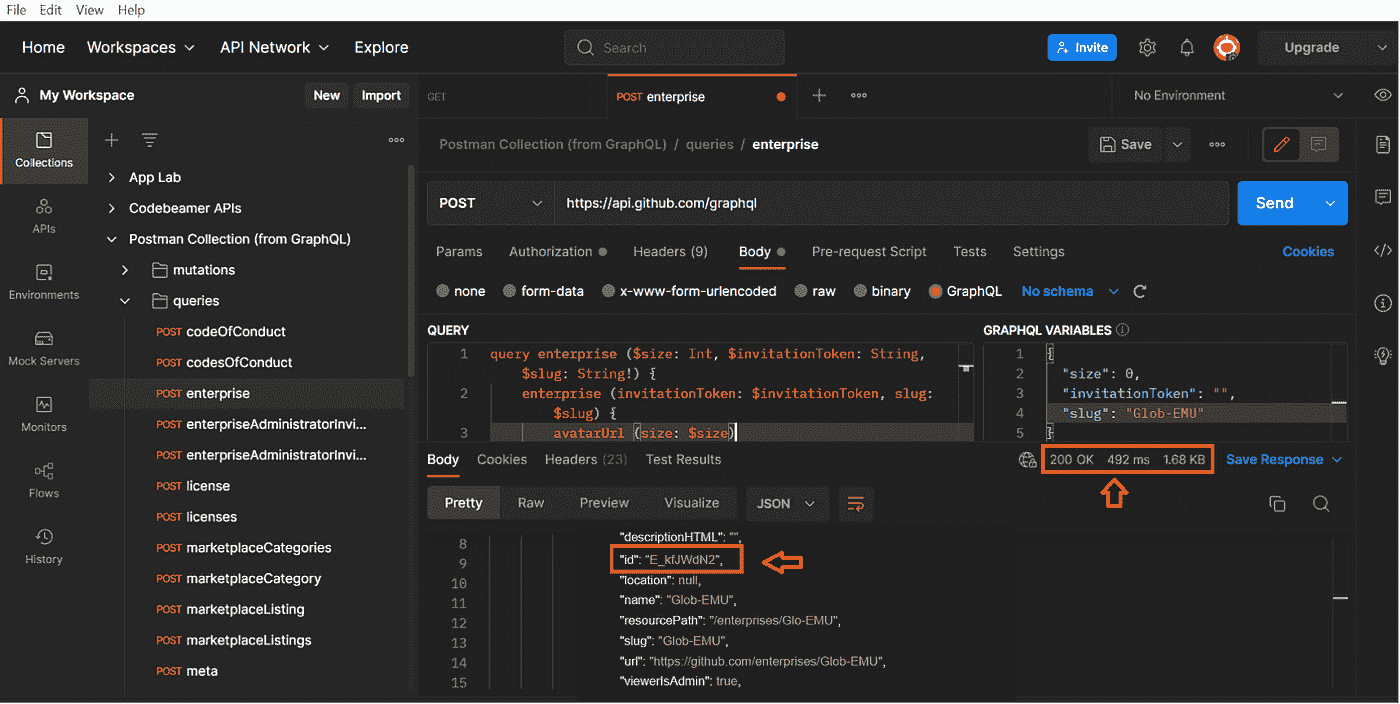 File Edit View Help
Home Workspaces API Network Explore Search Invite Upgrade
My Workspace New Import GET POST enterprise No Environment
Collections
APIs
Environments
Mock Servers
Monitors
Flows
History
App Lab
Codebeamer APIs
Postman Collection (from GraphQL)
mutations
queries
POST codeOfConduct
POST codesOfConduct
POST enterprise
POST enterpriseAdministratorInvi...
POST enterpriseAdministratorInvi...
POST license
POST licenses
POST marketplaceCategories
POST marketplaceCategory
POST marketplaceListing
POST marketplaceListings
POST meta
Postman Collection (from GraphQL) / queries / enterprise Save
POST https://api.github.com/graphql Send
Params Authorization Headers (9) Body Pre-request Script Tests Settings Cookies
none form-data x-www-form-urlencoded raw binary GraphQL No schema
QUERY
1 query enterprise ($size: Int, $invitationToken: String,
$slug: String!) {
2 enterprise (invitationToken: $invitationToken, slug:
$slug) {
3 avatarUrl (size: $size)
GRAPHQL VARIABLES
1 {
2 "size": 0,
3 "invitationToken": "",
4 "slug": "Glob-EMU"
5 }
Body Cookies Headers (23) Test Results 200 OK 492 ms 1.68 KB Save Response
Pretty Raw Preview Visualize JSON
8 "descriptionHTML": "",
9 "id": "E_kfJWdN2",
10 "location": null,
11 "name": "Glob-EMU",
12 "resourcePath": "/enterprises/Glo-EMU",
13 "slug": "Glob-EMU",
14 "url": "https://github.com/enterprises/Glob-EMU",
15 "viewerIsAdmin": true,